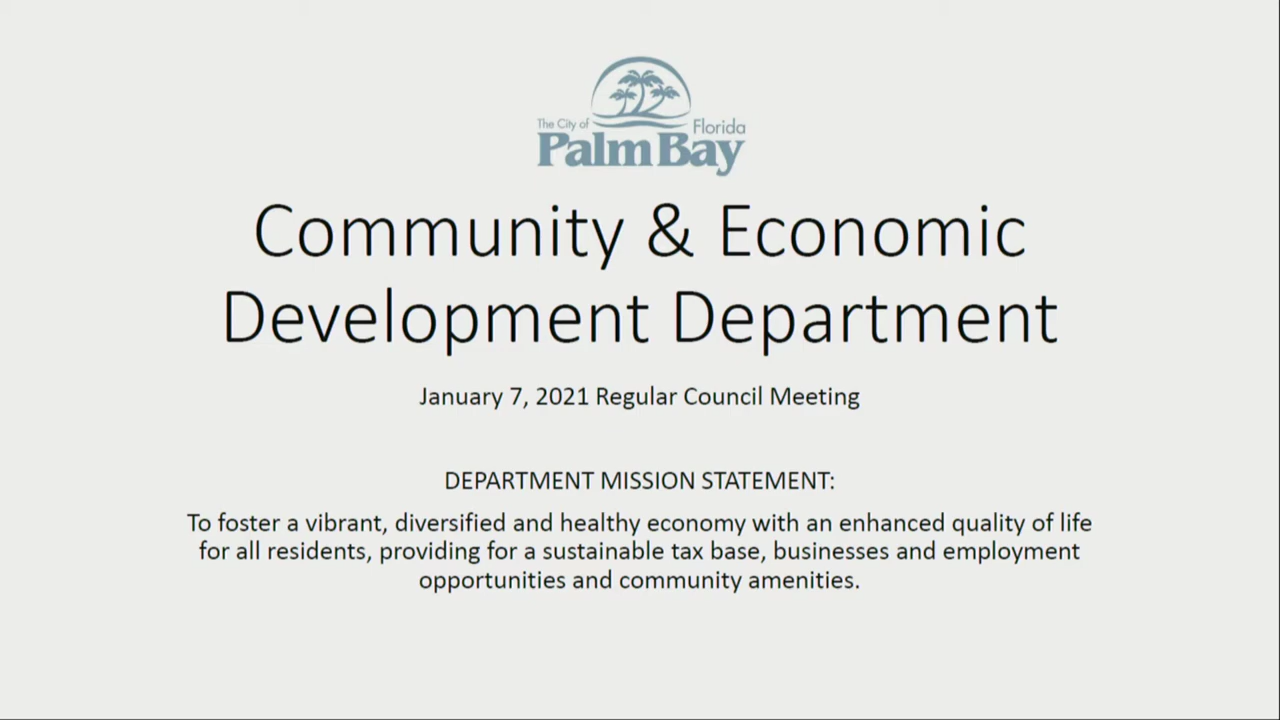 The City of Florida
Palm Bay
Community & Economic
Development Department
January 7, 2021 Regular Council Meeting
DEPARTMENT MISSION STATEMENT:
To foster a vibrant, diversified and healthy economy with an enhanced quality of life
for all residents, providing for a sustainable tax base, businesses and employment
opportunities and community amenities.